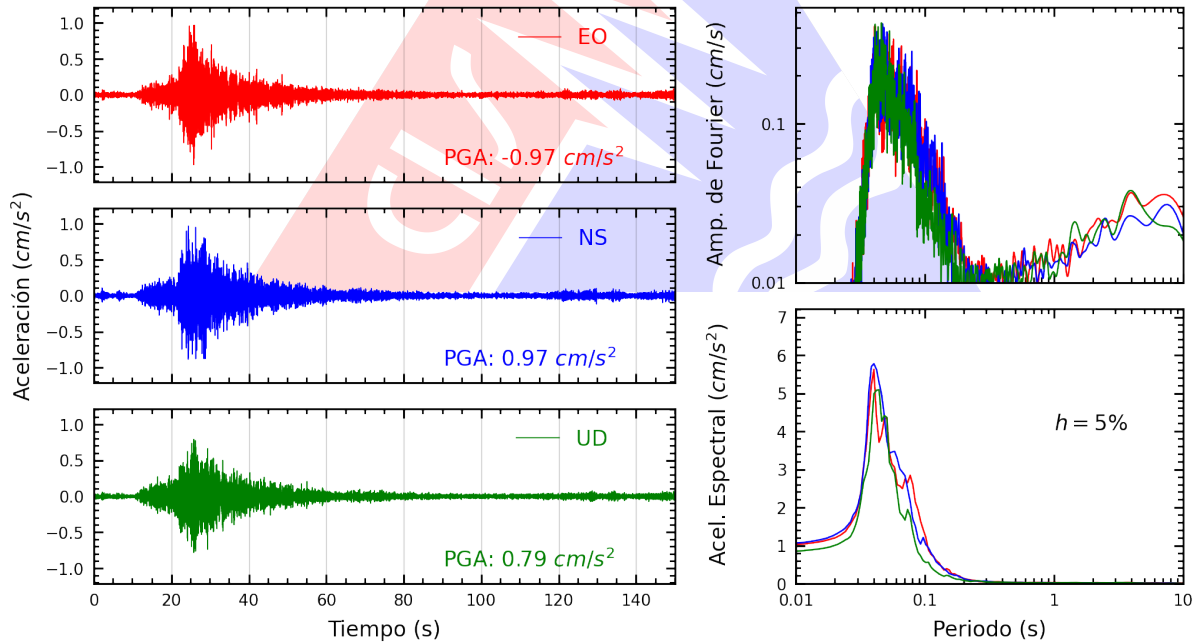 Aceleración (cm/s²)
1.0
0.5
0.0
−0.5
−1.0
EO
PGA: -0.97 cm/s²
1.0
0.5
0.0
−0.5
−1.0
NS
PGA: 0.97 cm/s²
1.0
0.5
0.0
−0.5
−1.0
UD
PGA: 0.79 cm/s²
0 20 40 60 80 100 120 140
Tiempo (s)
Amp. de Fourier (cm/s)
0.1
0.01
Acel. Espectral (cm/s²)
7
6
5
4
3
2
1
0
h = 5%
0.01 0.1 1 10
Periodo (s)